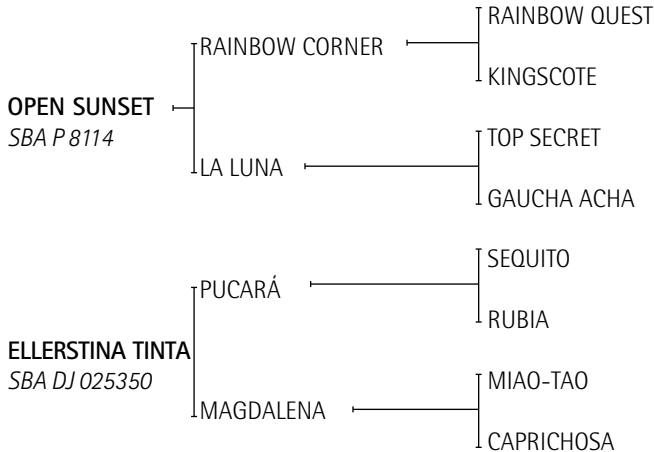 RAINBOW QUEST
RAINBOW CORNER
KINGSCOTE
OPEN SUNSET
SBA P 8114
TOP SECRET
LA LUNA
GAUCHA ACHA
SEQUITO
PUCARÁ
RUBIA
ELLERSTINA TINTA
SBA DJ 025350
MIAO-TAO
MAGDALENA
CAPRICHOSA